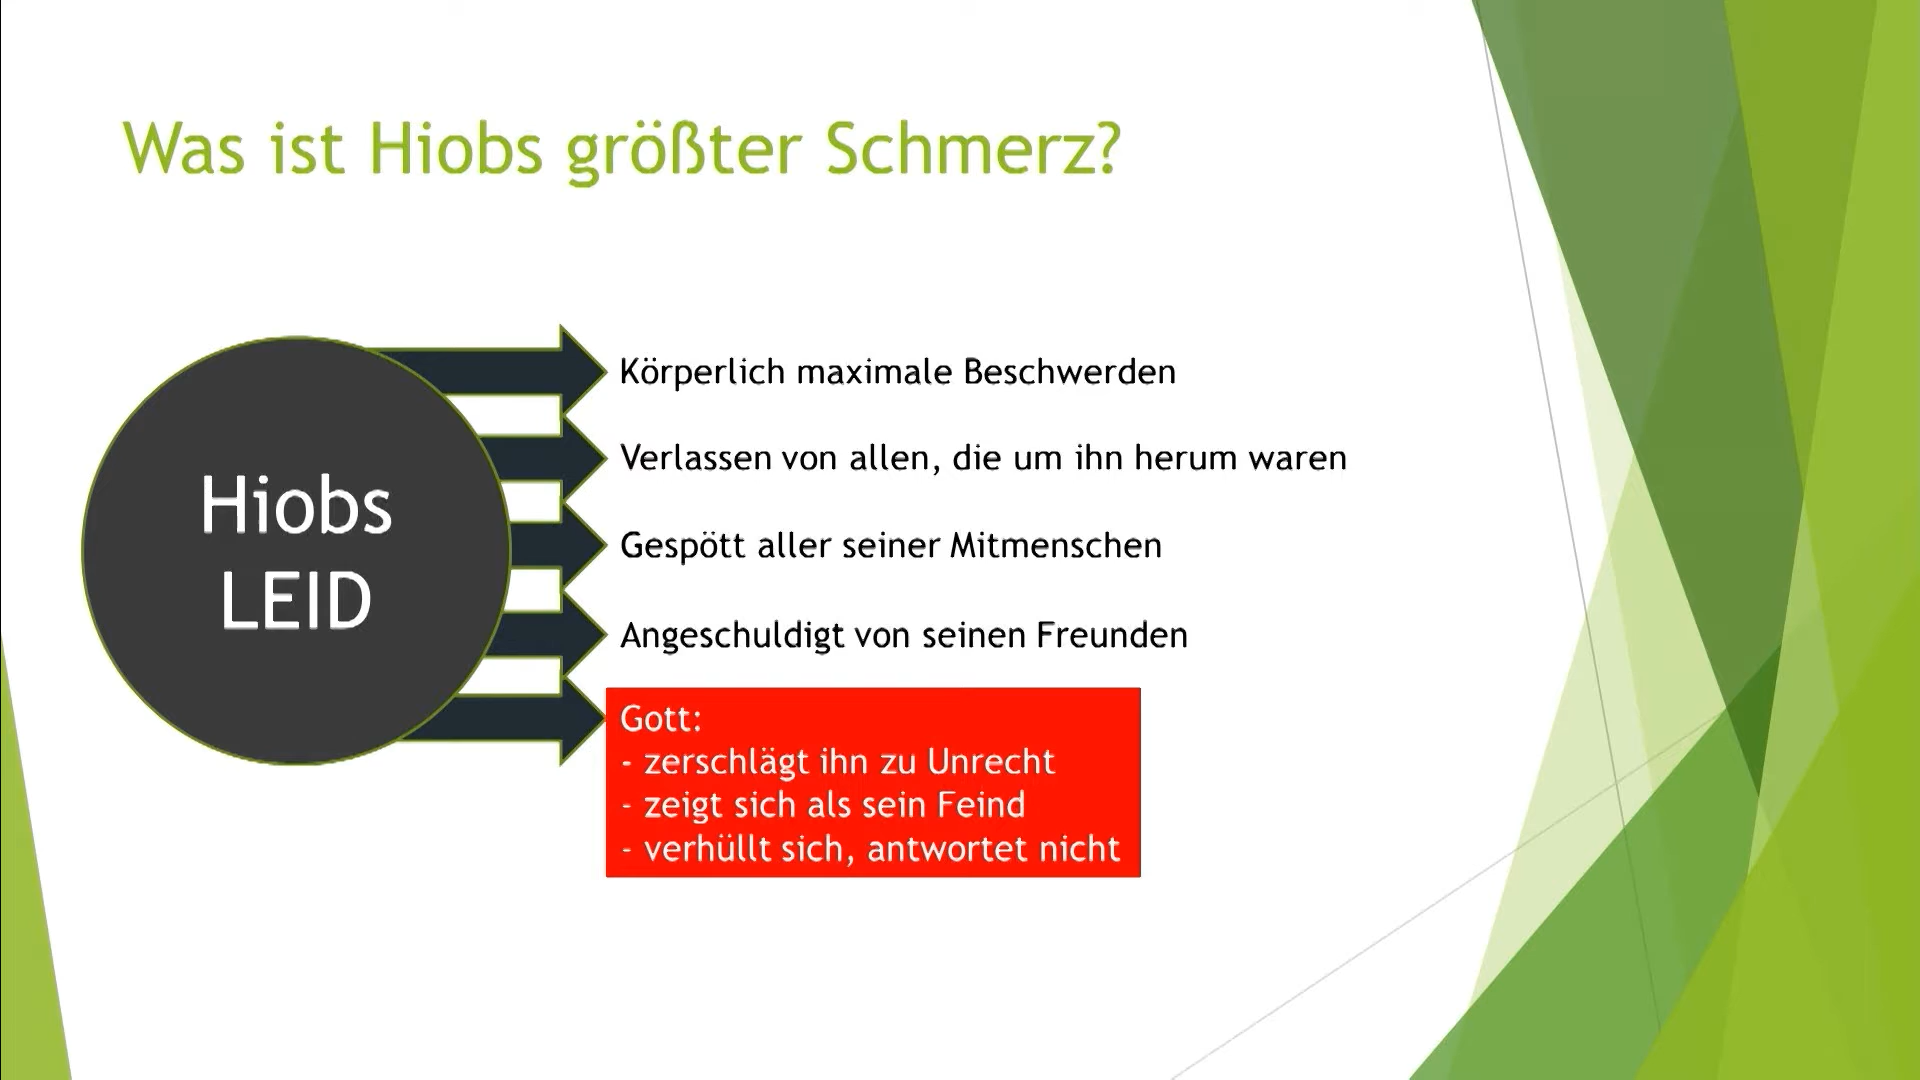 Was ist Hiobs größter Schmerz?
Hiobs
LEID
Körperlich maximale Beschwerden
Verlassen von allen, die um ihn herum waren
Gespött aller seiner Mitmenschen
Angeschuldigt von seinen Freunden
Gott:
- zerschlägt ihn zu Unrecht
- zeigt sich als sein Feind
- verhüllt sich, antwortet nicht